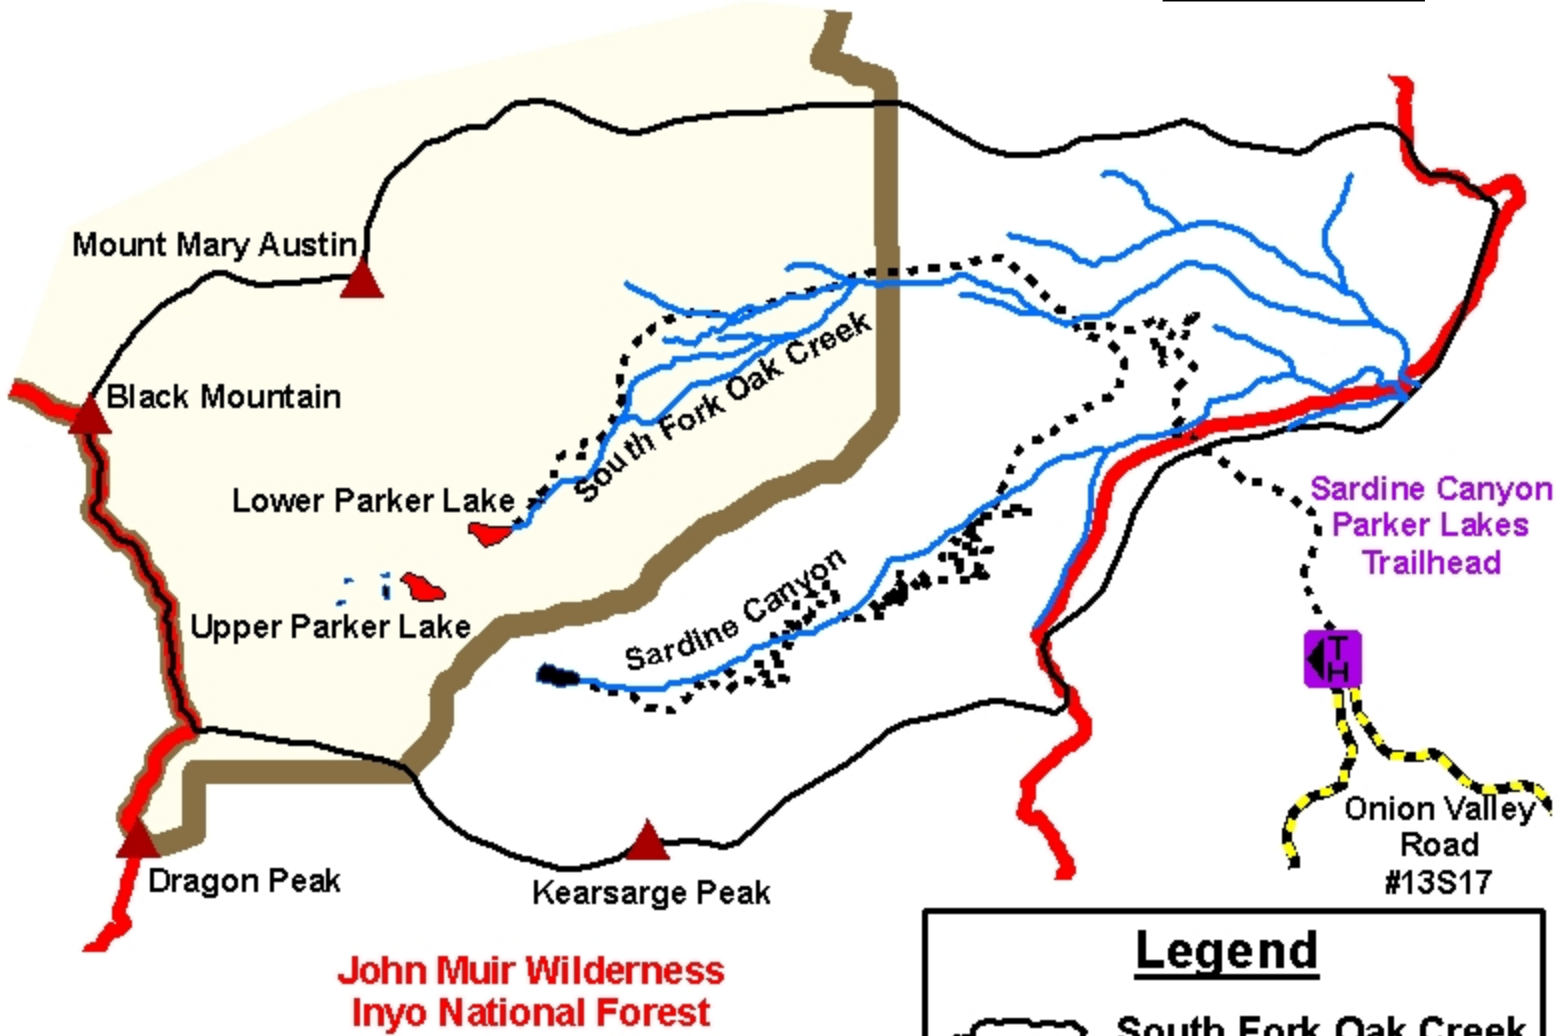 Mount Mary Austin
Black Mountain
South Fork Oak Creek
Lower Parker Lake
Sardine Canyon
Parker Lakes
Trailhead
Sardine Canyon
Upper Parker Lake
T
H
Onion Valley
Road
#13S17
Dragon Peak
Kearsarge Peak
John Muir Wilderness
Inyo National Forest
Legend
South Fork Oak Creek